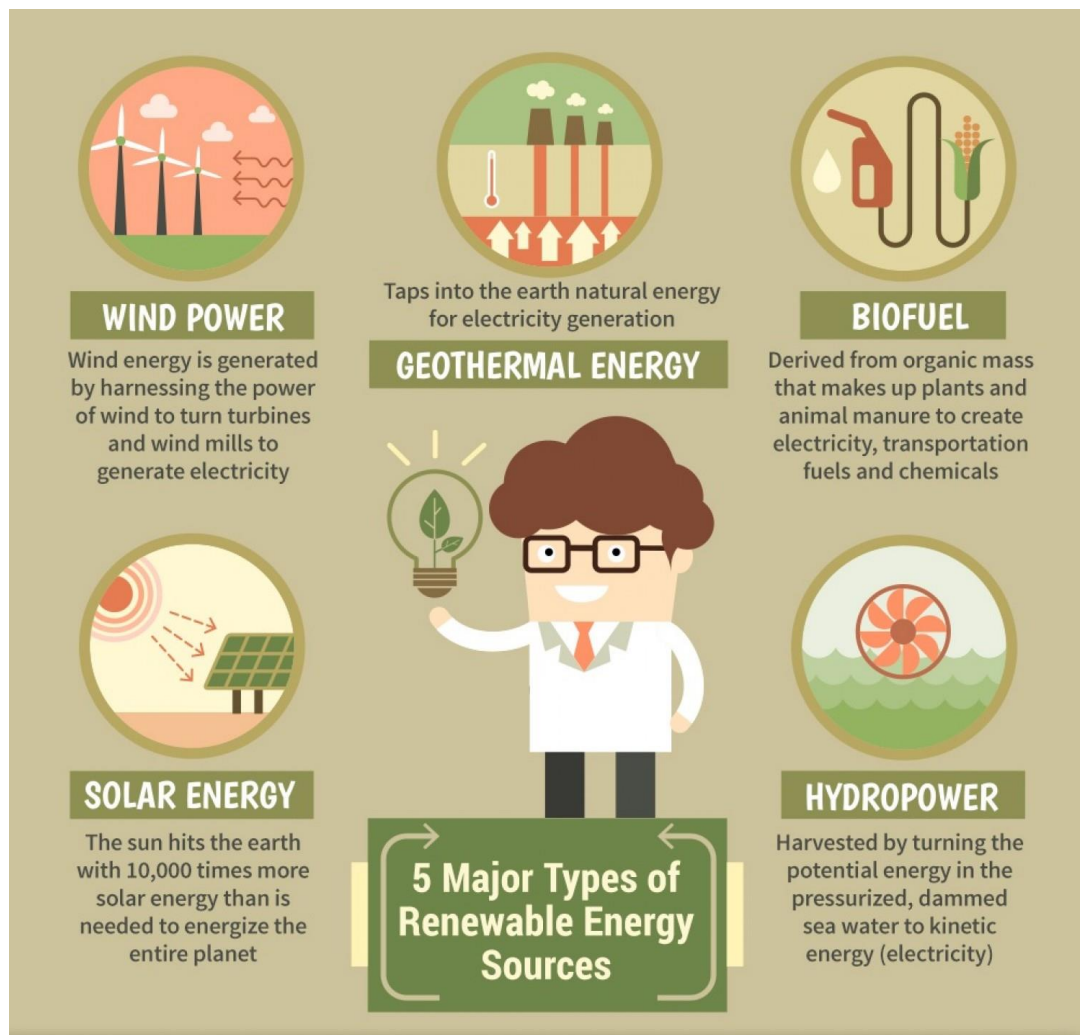 WIND POWER
Wind energy is generated
by harnessing the power
of wind to turn turbines
and wind mills to
generate electricity
Taps into the earth natural energy
for electricity generation
GEOTHERMAL ENERGY
BIOFUEL
Derived from organic mass
that makes up plants and
animal manure to create
electricity, transportation
fuels and chemicals
SOLAR ENERGY
The sun hits the earth
with 10,000 times more
solar energy than is
needed to energize the
entire planet
5 Major Types of
Renewable Energy
Sources
HYDROPOWER
Harvested by turning the
potential energy in the
pressurized, dammed
sea water to kinetic
energy (electricity)